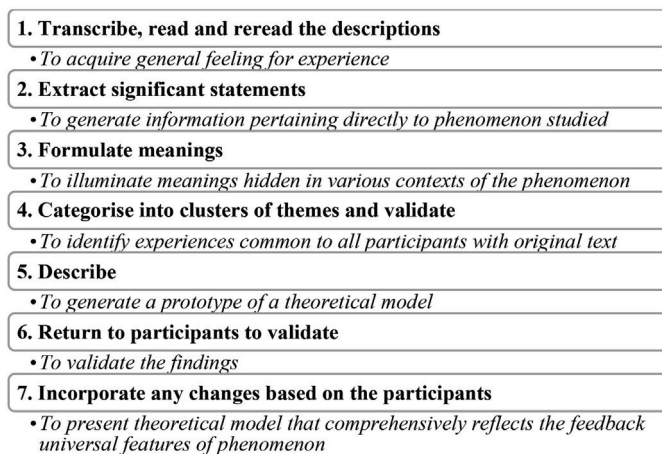 1. Transcribe, read and reread the descriptions
• To acquire general feeling for experience
2. Extract significant statements
• To generate information pertaining directly to phenomenon studied
3. Formulate meanings
• To illuminate meanings hidden in various contexts of the phenomenon
4. Categorise into clusters of themes and validate
• To identify experiences common to all participants with original text
5. Describe
• To generate a prototype of a theoretical model
6. Return to participants to validate
• To validate the findings
7. Incorporate any changes based on the participants
• To present theoretical model that comprehensively reflects the feedback
universal features of phenomenon